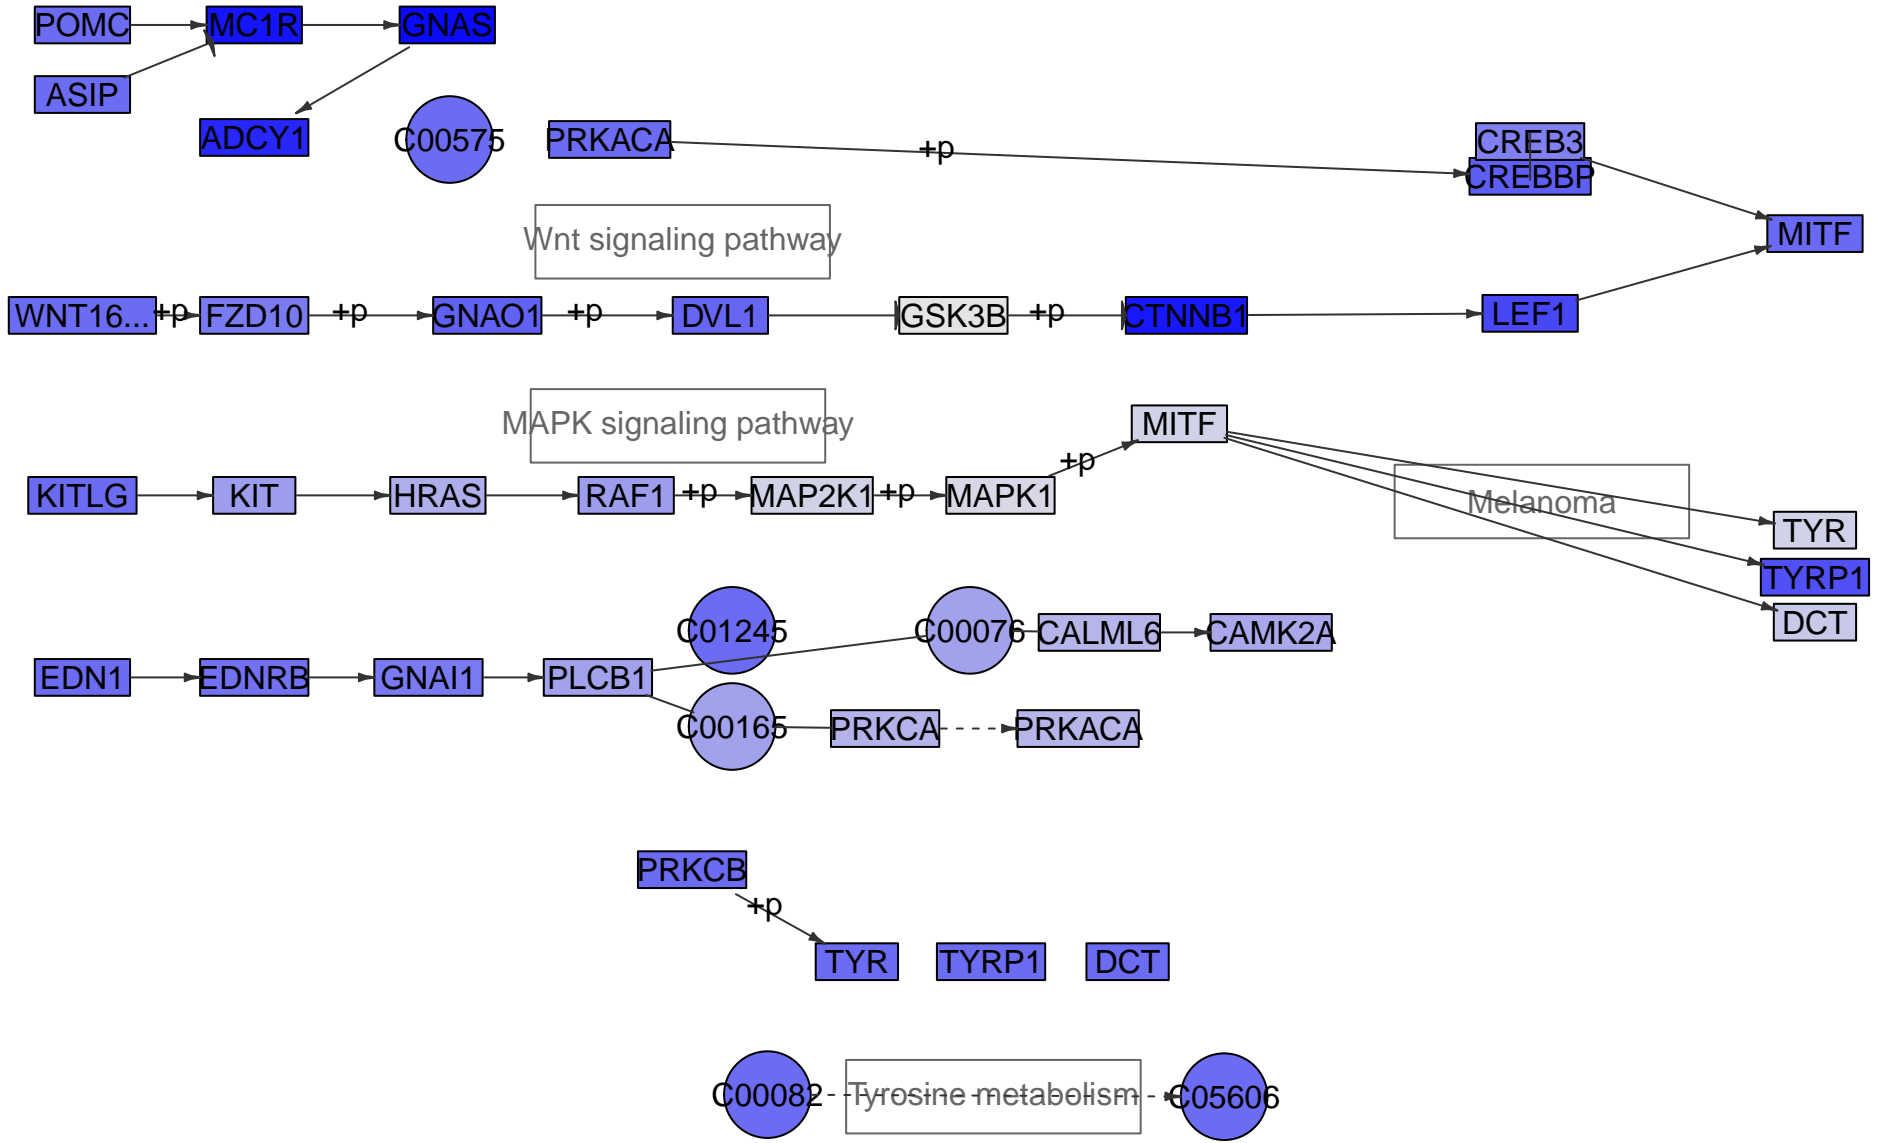 POMC
MC1R
GNAS
ASIP
ADCY1
C00575
PRKACA
+p
CREB3
CREBBP
MITF
Wnt signaling pathway
WNT16...
+p
FZD10
+p
GNAO1
+p
DVL1
GSK3B
+p
CTNNB1
LEF1
MAPK signaling pathway
MITF
+p
KITLG
KIT
HRAS
RAF1
+p
MAP2K1
+p
MAPK1
Melanoma
TYR
TYRP1
DCT
C01245
C00076
CALML6
CAMK2A
EDN1
EDNRB
GNAI1
PLCB1
C00165
PRKCA
PRKACA
PRKCB
+p
TYR
TYRP1
DCT
C00082
Tyrosine metabolism
C05606